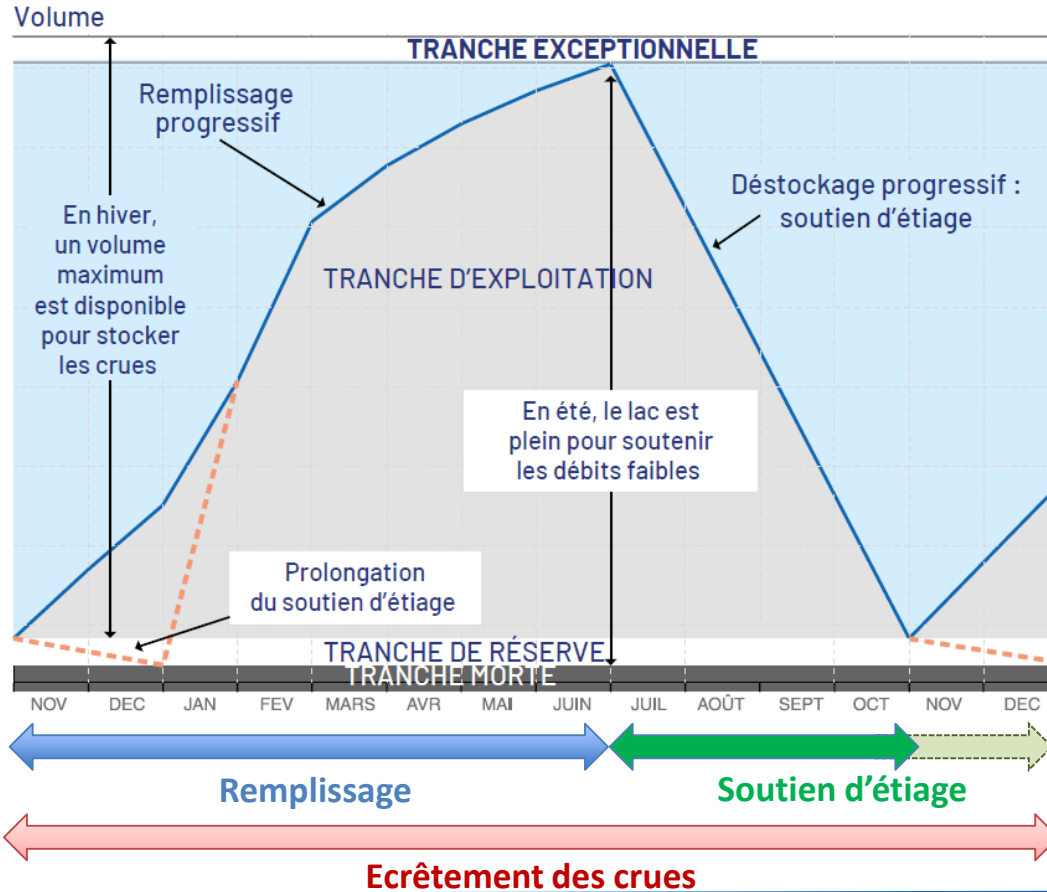 Volume
TRANCHE EXCEPTIONNELLE
Remplissage
progressif
En hiver,
un volume
maximum
est disponible
pour stocker
les crues
Déstockage progressif :
soutien d'étiage
TRANCHE D'EXPLOITATION
En été, le lac est
plein pour soutenir
les débits faibles
Prolongation
du soutien d'étiage
TRANCHE DE RÉSERVE
TRANCHE MORTE
NOV DEC JAN FEV MARS AVR MAI JUIN JUIL AOÛT SEPT OCT NOV DEC
Remplissage
Soutien d'étiage
Ecrêtement des crues